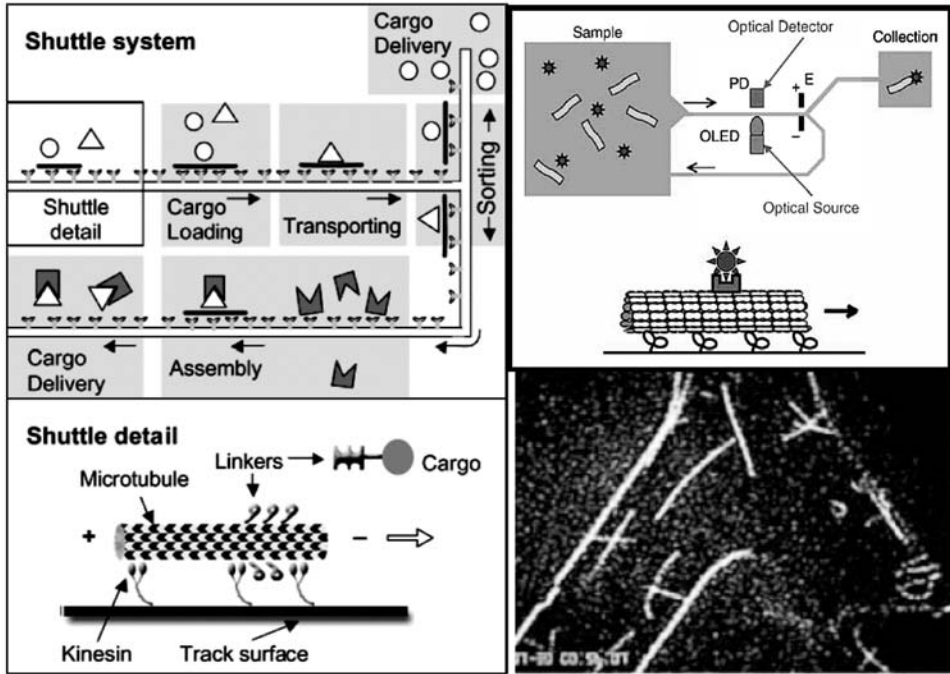 Shuttle system
Cargo
Delivery
Shuttle
detail
Cargo
Loading
Transporting
Sorting
Cargo
Delivery
Assembly
Shuttle detail
Linkers
Cargo
Microtubule
+
–
Kinesin
Track surface
Sample
Optical Detector
Collection
PD
+
E
OLED
–
Optical Source